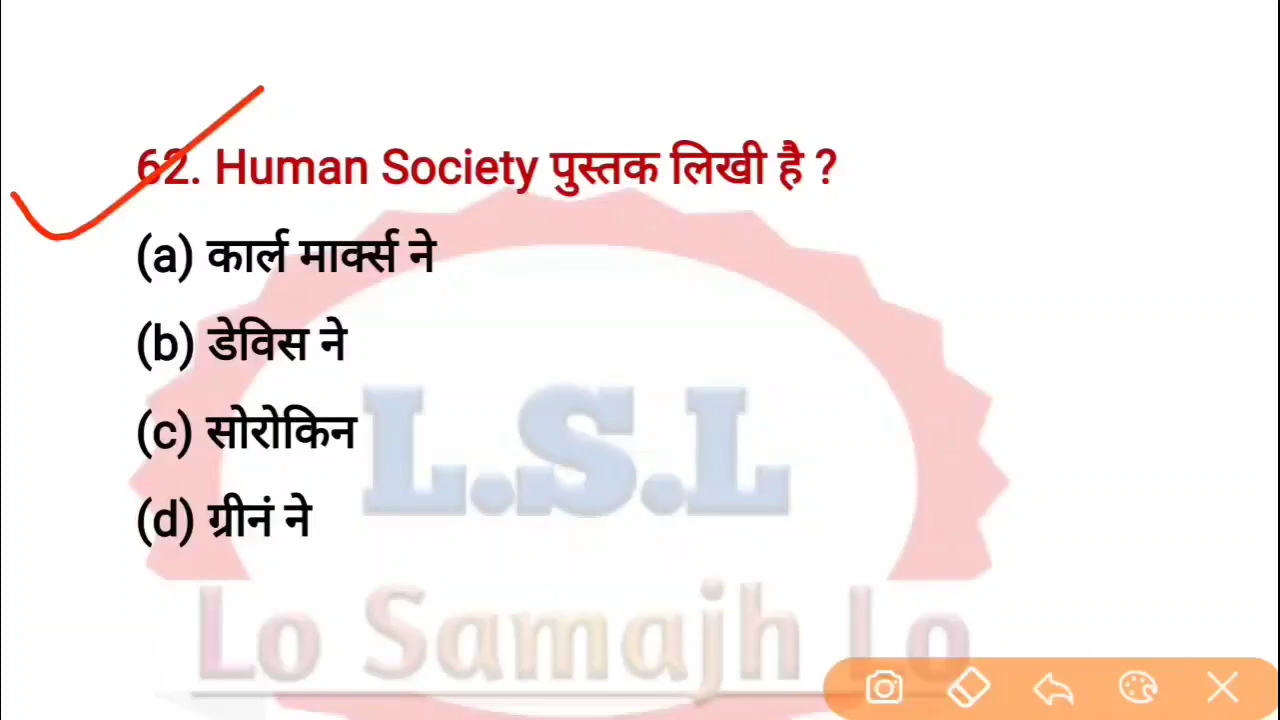 62. Human Society पुस्तक लिखी है ?
(a) कार्ल मार्क्स ने
(b) डेविस ने
(c) सोरोकिन
(d) ग्रीनं ने
L.S.L
Lo Samajh Lo